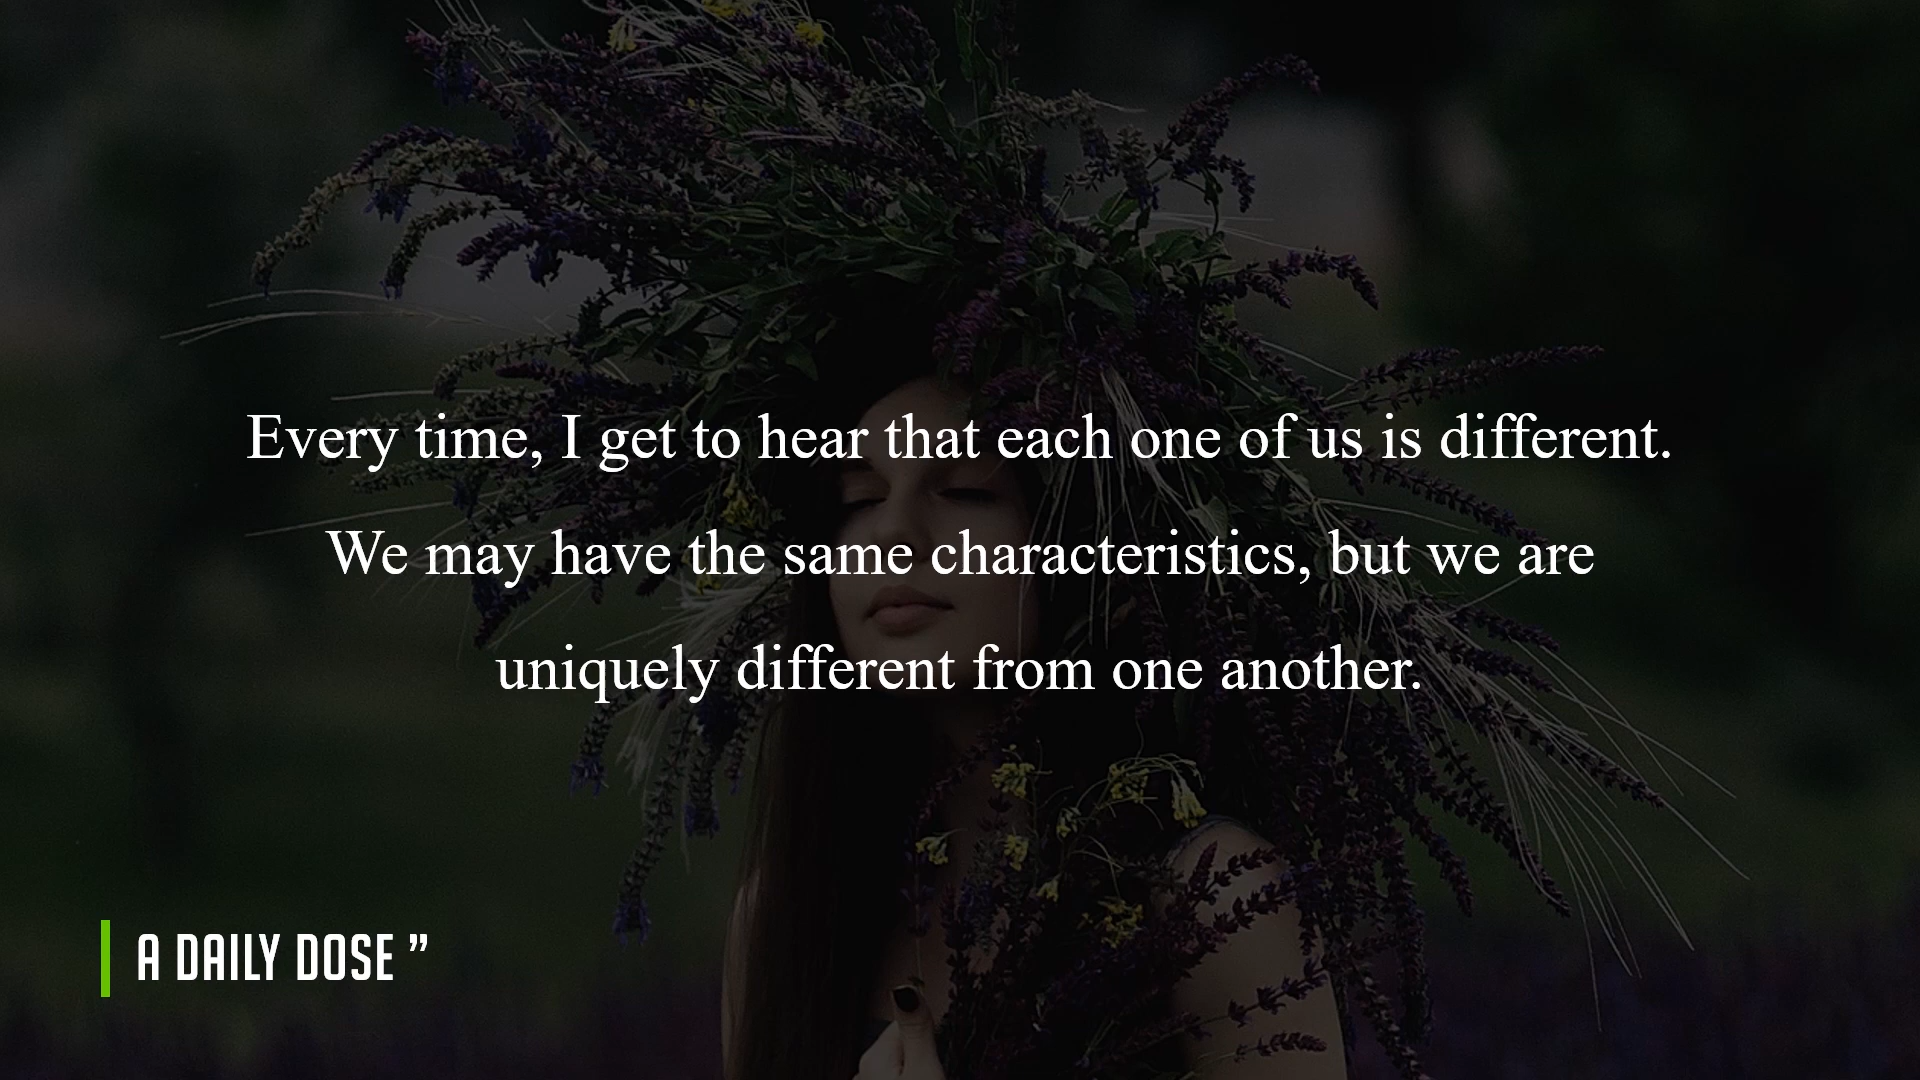 Every time, I get to hear that each one of us is different.
We may have the same characteristics, but we are
uniquely different from one another.
A DAILY DOSE ”